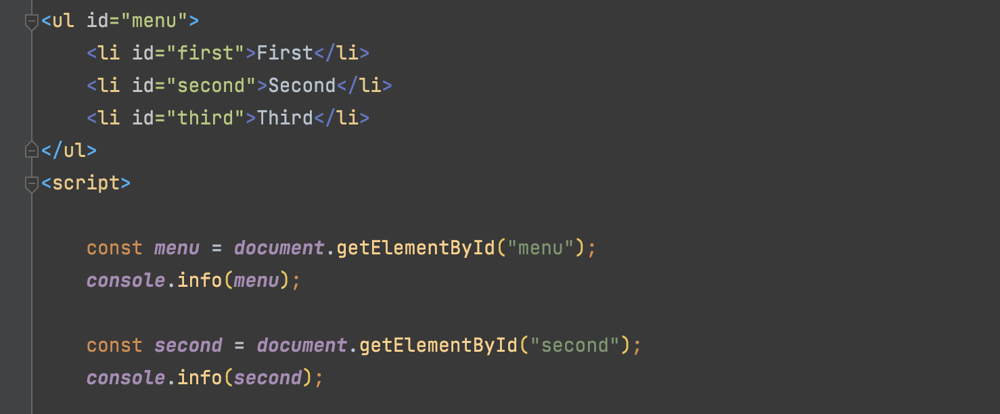 <ul id="menu">
    <li id="first">First</li>
    <li id="second">Second</li>
    <li id="third">Third</li>
</ul>
<script>

    const menu = document.getElementById("menu");
    console.info(menu);

    const second = document.getElementById("second");
    console.info(second);